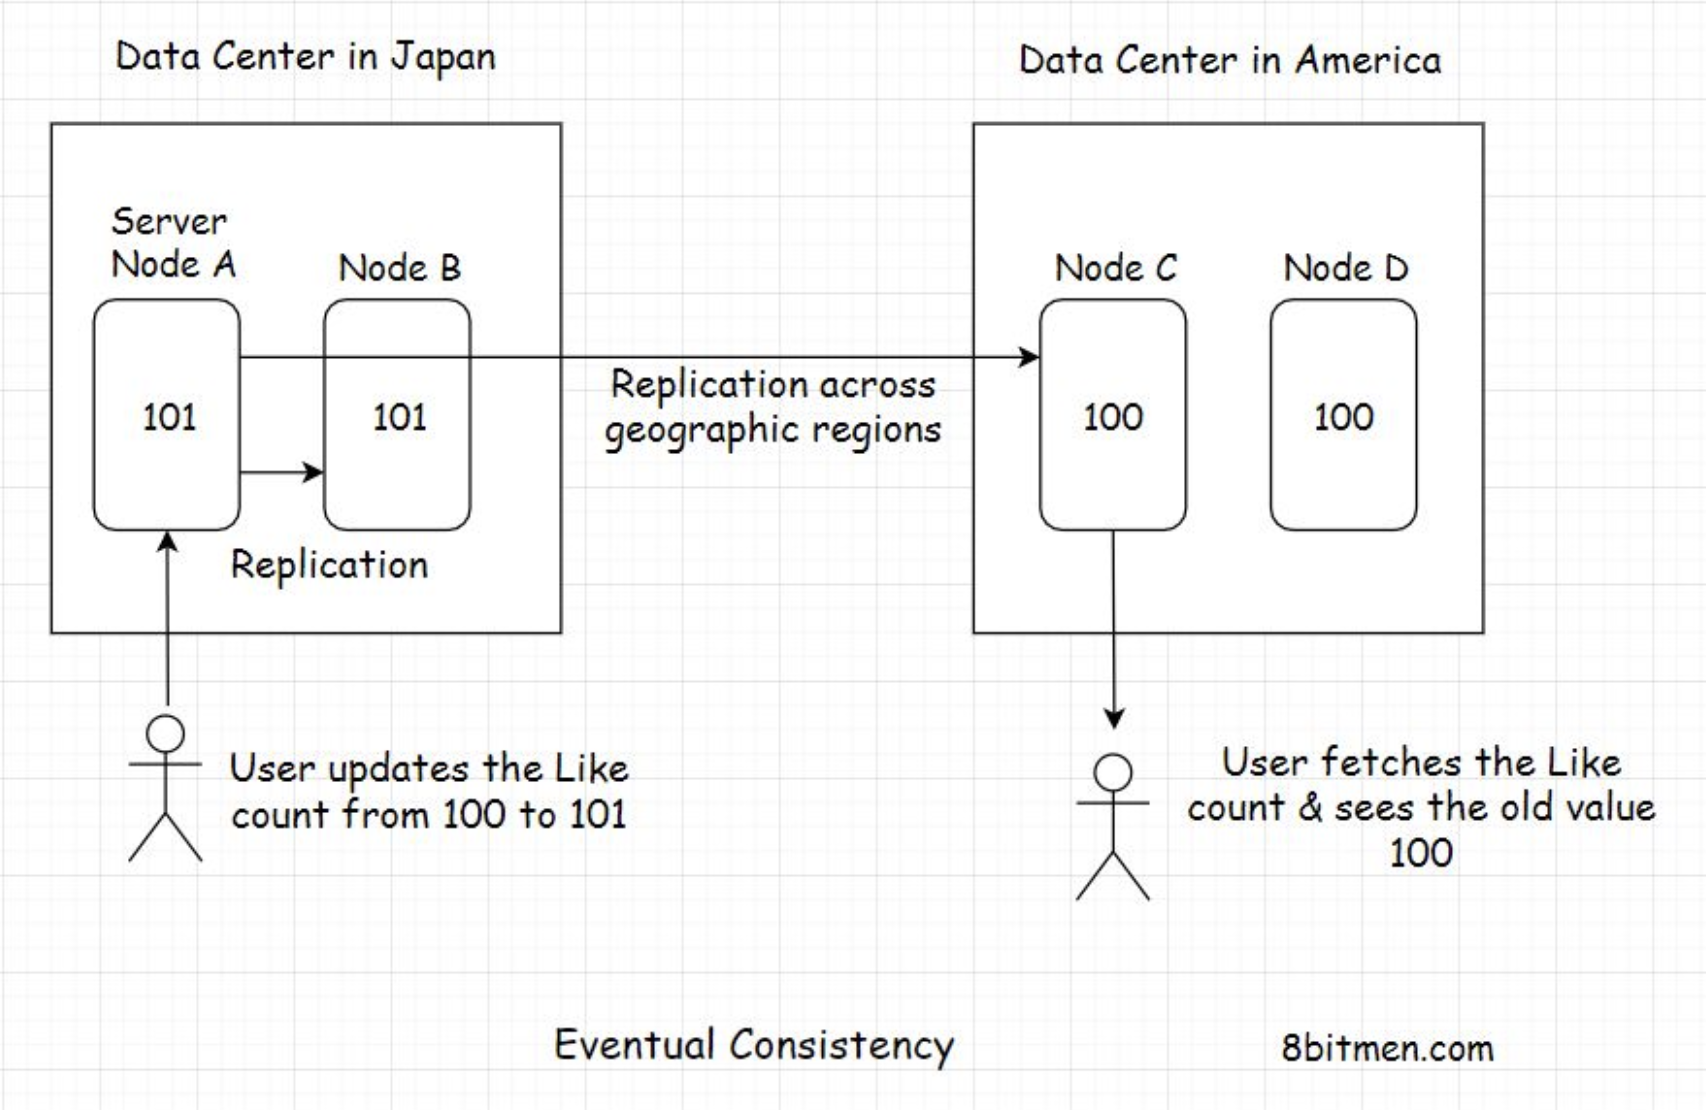 Data Center in Japan
Data Center in America
Server
Node A
Node B
Node C
Node D
101
101
100
100
Replication across
geographic regions
Replication
User updates the Like
count from 100 to 101
User fetches the Like
count & sees the old value
100
Eventual Consistency
8bitmen.com